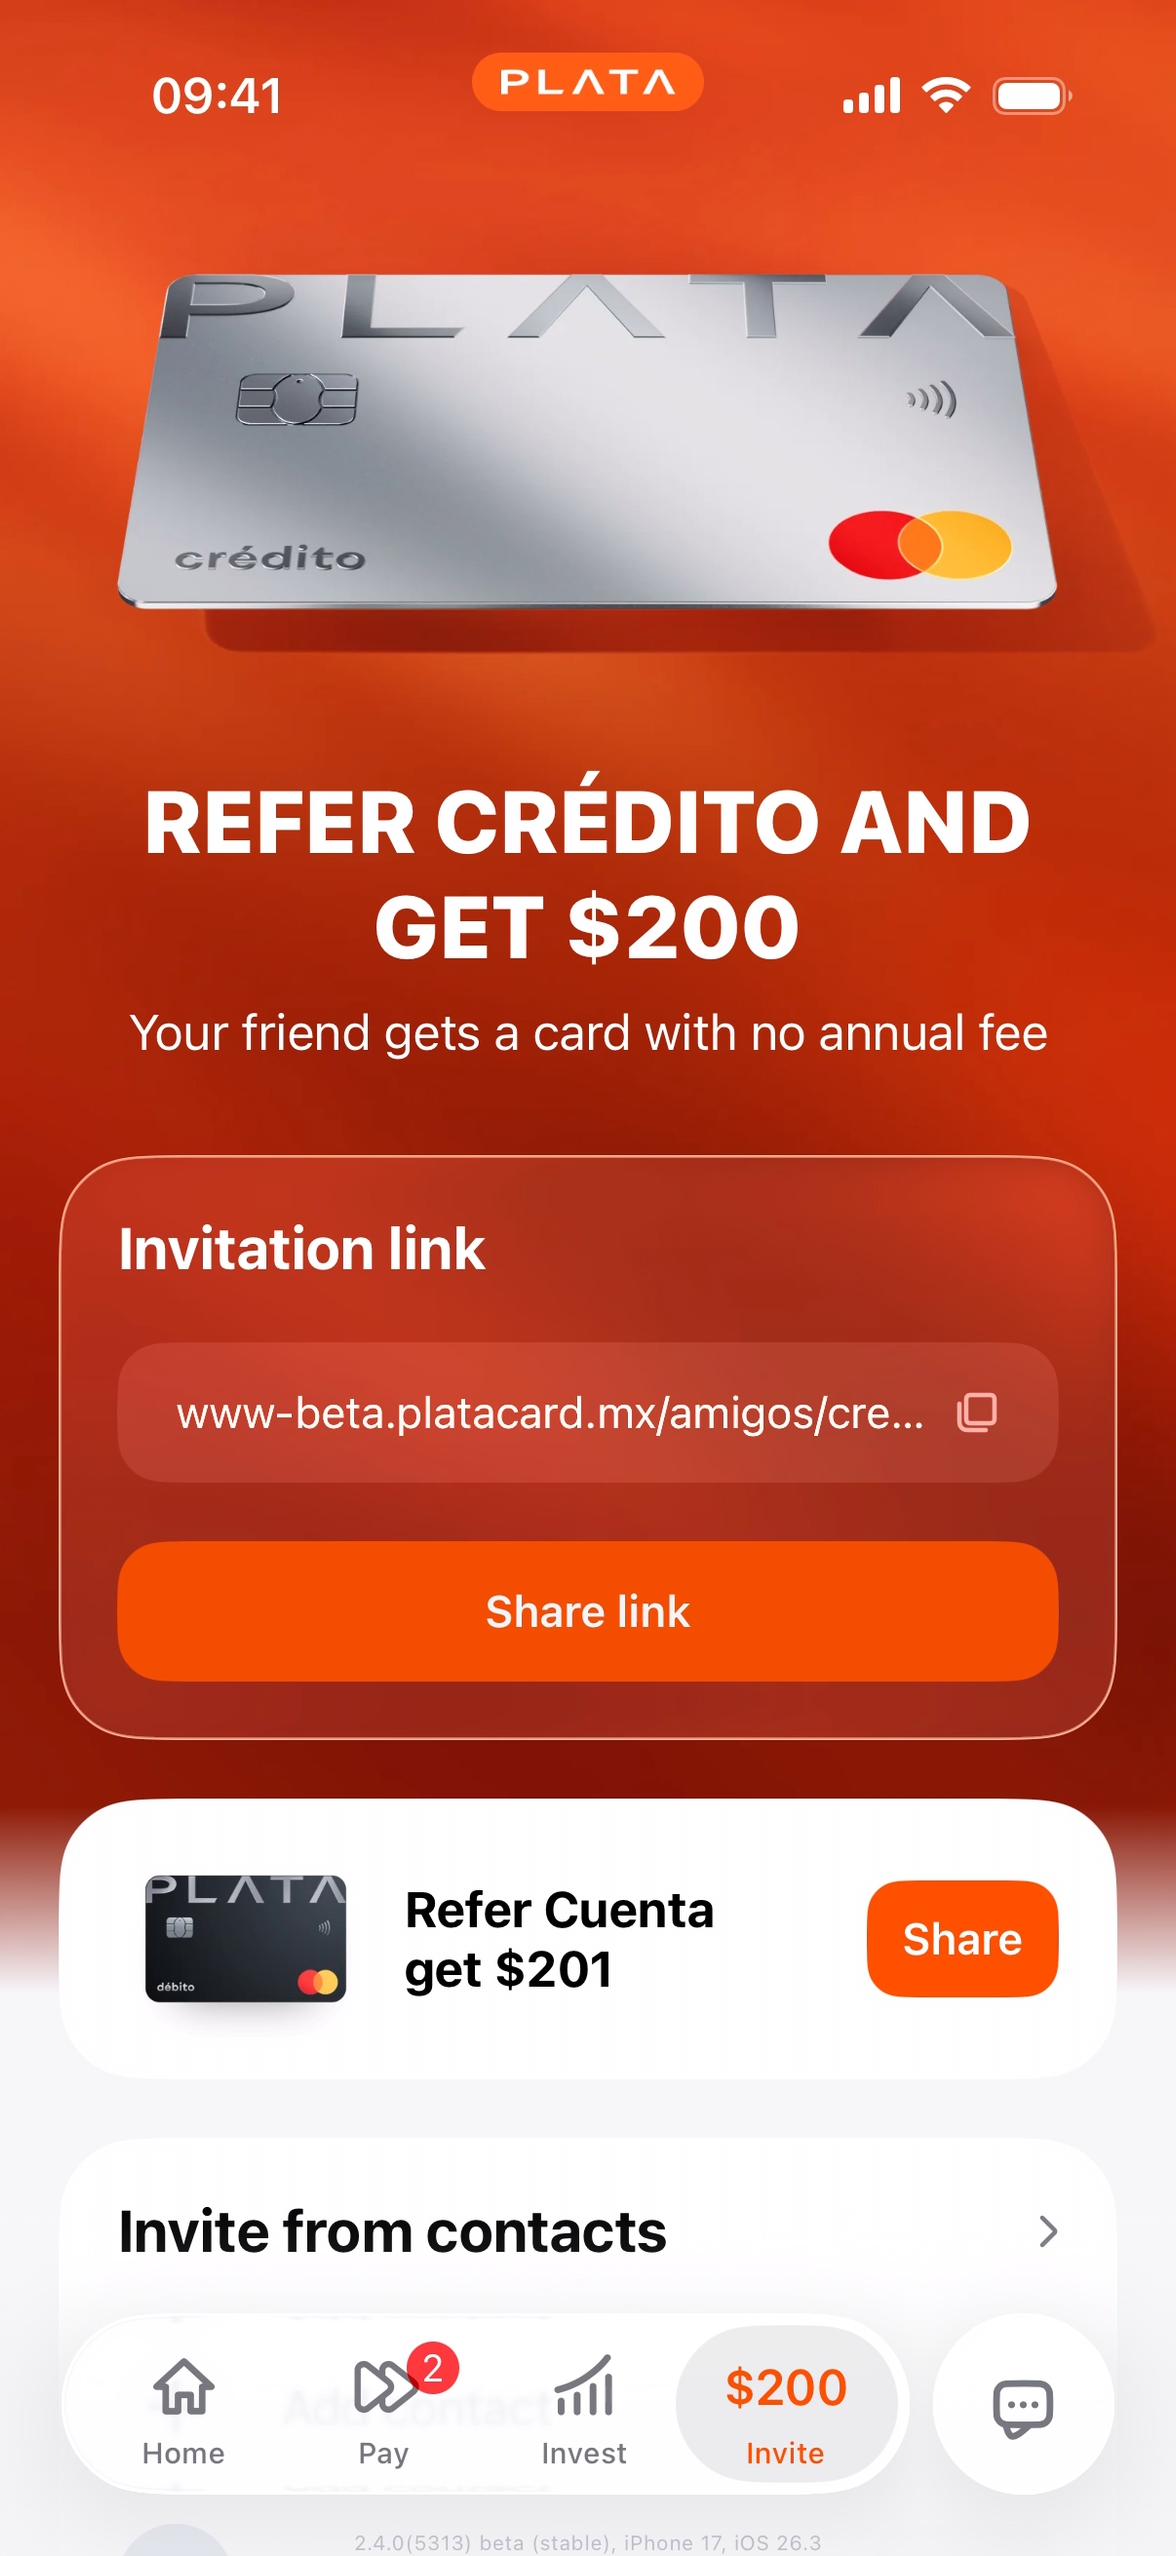 09:41
PLATA
PLATA
crédito
REFER CRÉDITO AND
GET $200
Your friend gets a card with no annual fee
Invitation link
www-beta.platacard.mx/amigos/cre...
Share link
PLATA
débito
Refer Cuenta
get $201
Share
Invite from contacts
Add contact
2
$200
Home
Pay
Invest
Invite
2.4.0(5313) beta (stable), iPhone 17, iOS 26.3